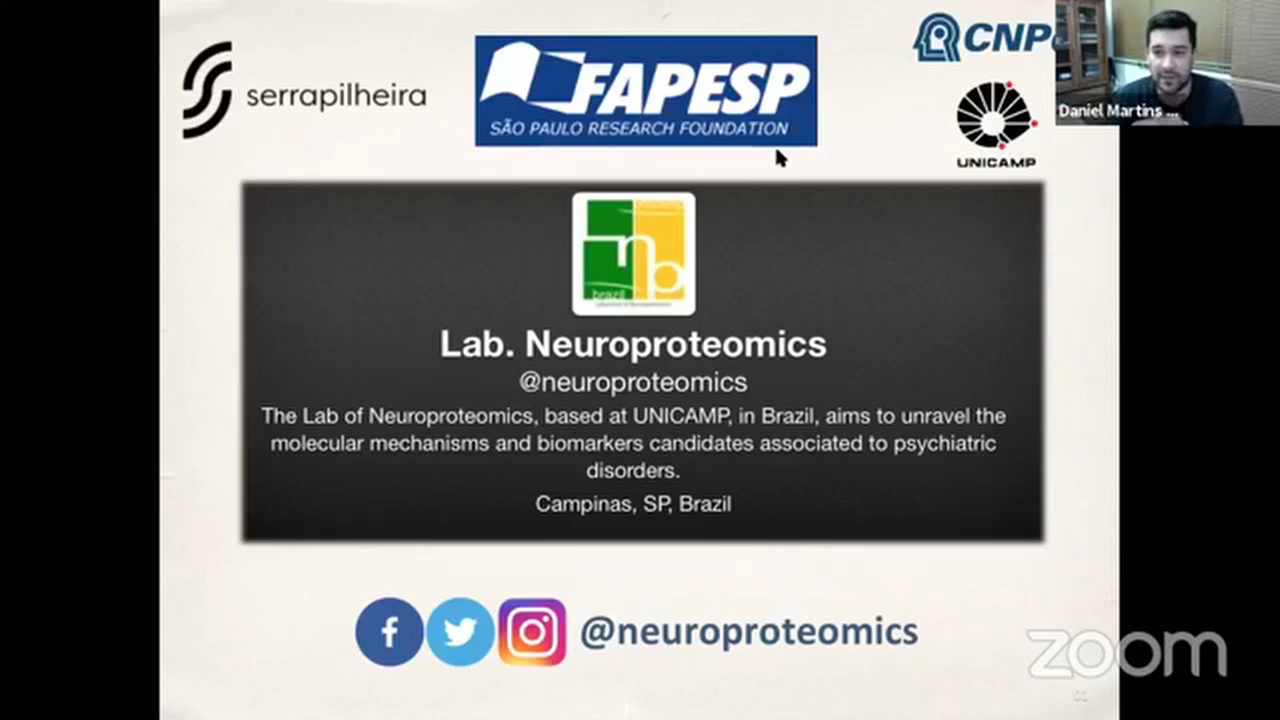 serrapilheira
FAPESP
SÃO PAULO RESEARCH FOUNDATION
CNP
UNICAMP
Daniel Martins ...
brazil
Lab. Neuroproteomics
@neuroproteomics
The Lab of Neuroproteomics, based at UNICAMP, in Brazil, aims to unravel the
molecular mechanisms and biomarkers candidates associated to psychiatric
disorders.
Campinas, SP, Brazil
@neuroproteomics
zoom